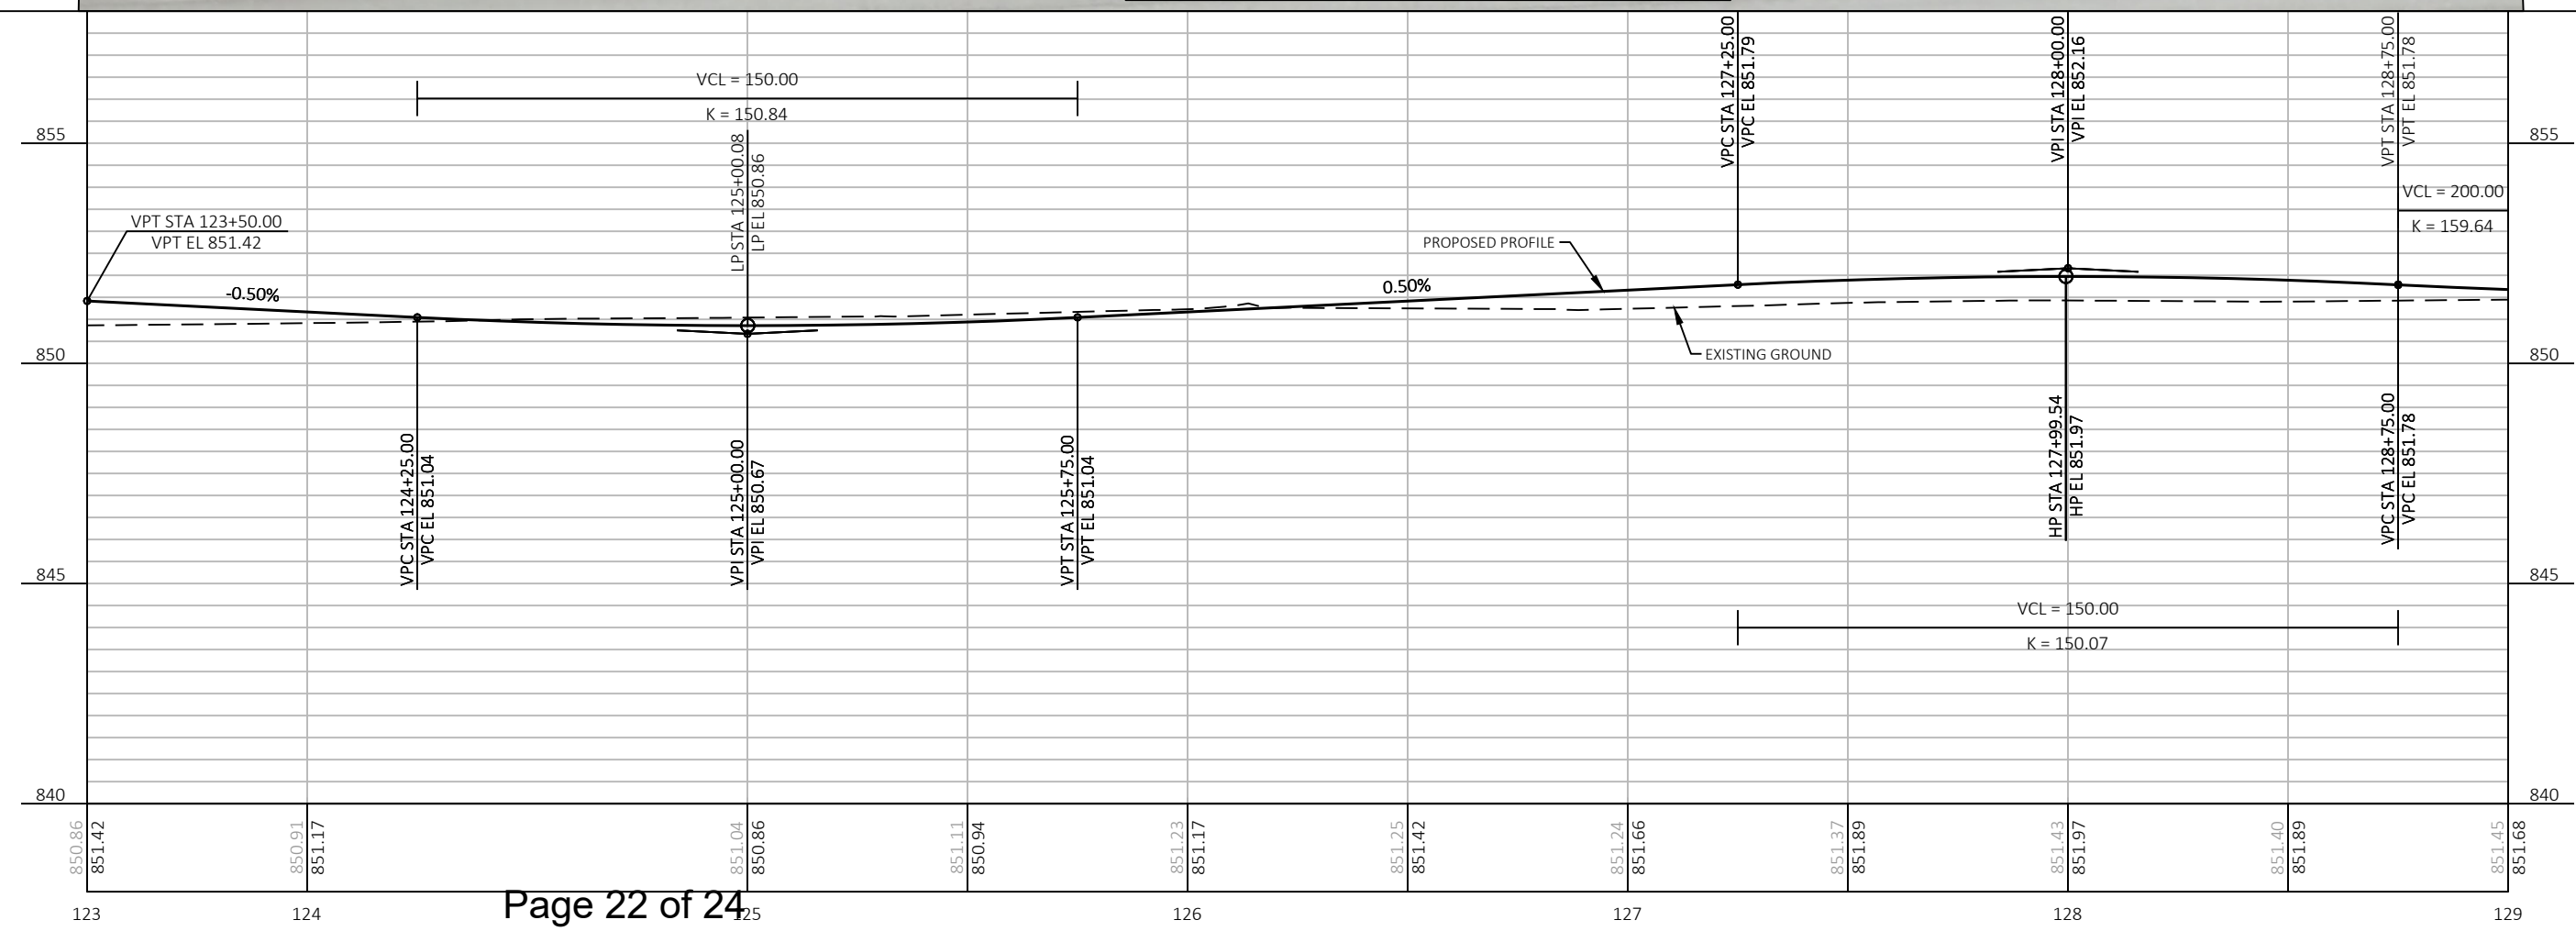 VPC STA 127+25.00
VPC EL 851.79
VPI STA 128+00.00
VPI EL 852.16
VPT STA 128+75.00
VPT EL 851.78
VCL = 150.00
K = 150.84
855
855
LP STA 125+00.08
LP EL 850.86
VCL = 200.00
K = 159.64
VPT STA 123+50.00
VPT EL 851.42
PROPOSED PROFILE
-0.50%
0.50%
850
EXISTING GROUND
850
VPC STA 124+25.00
VPC EL 851.04
VPI STA 125+00.00
VPI EL 850.67
VPT STA 125+75.00
VPT EL 851.04
HP STA 127+99.54
HP EL 851.97
VPC STA 128+75.00
VPC EL 851.78
845
845
VCL = 150.00
K = 150.07
840
840
850.86
851.42
850.91
851.17
851.04
850.86
851.11
850.94
851.23
851.17
851.25
851.42
851.24
851.66
851.37
851.89
851.43
851.97
851.40
851.89
851.45
851.68
Page 22 of 24
123
124
125
126
127
128
129